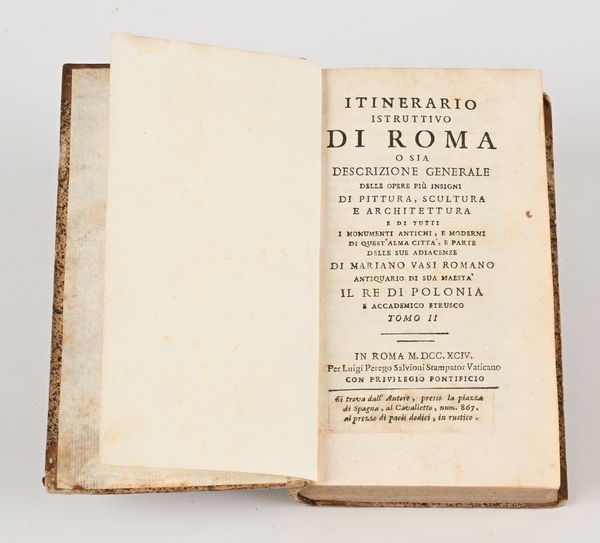 ITINERARIO
ISTRUTTIVO
DI ROMA
O SIA
DESCRIZIONE GENERALE
DELLE OPERE PIÙ INSIGNI
DI PITTURA, SCULTURA
E ARCHITETTURA
E DI TUTTI
I MONUMENTI ANTICHI, E MODERNI
DI QUEST'ALMA CITTA', E PARTE
DELLE SUE ADIACENZE
DI MARIANO VASI ROMANO
ANTIQUARIO DI SUA MAESTA'
IL RE DI POLONIA
E ACCADEMICO ETRUSCO
TOMO II
IN ROMA M. DCC. XCIV.
Per Luigi Perego Salvioni Stampator Vaticano
CON PRIVILEGIO PONTIFICIO
Si trova dall' Autore, presso la piazza
di Spagna, al Cavalletto, num. 867.
al prezzo di paoli dodici, in rustico.